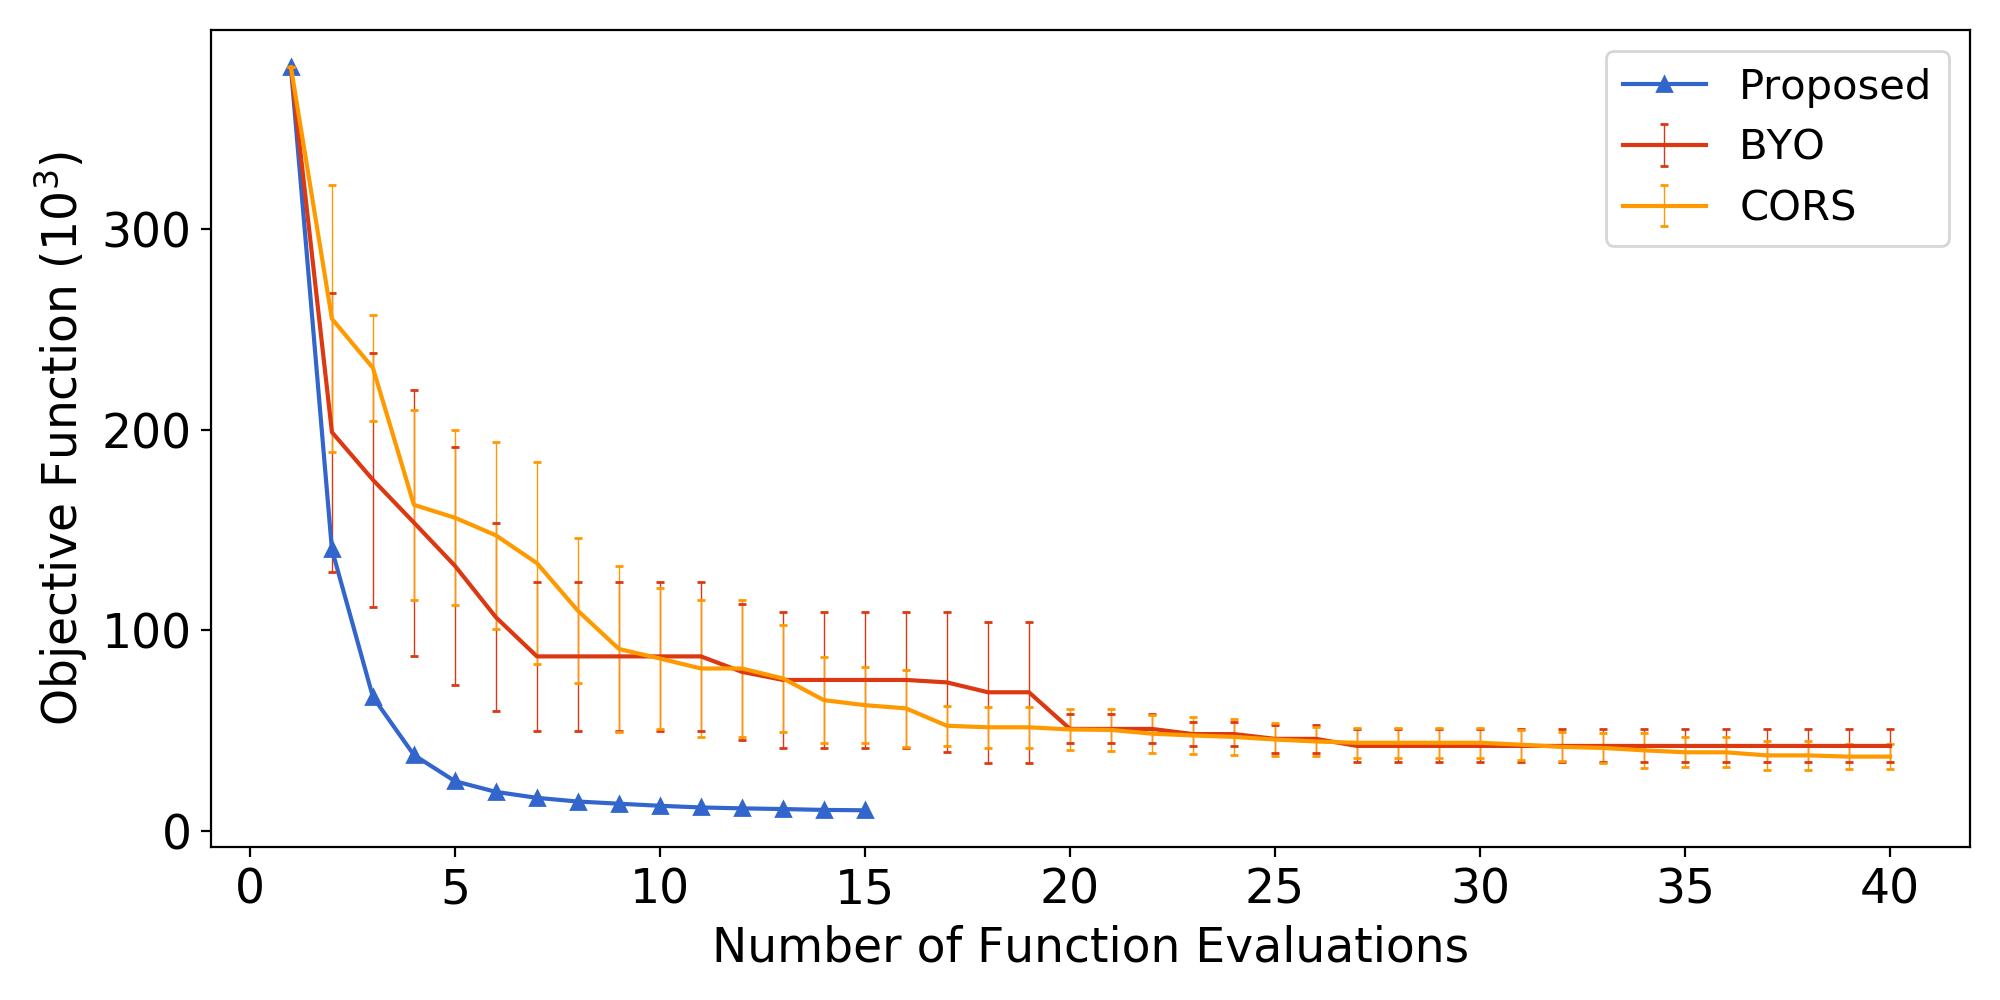 Proposed
BYO
CORS
Objective Function (10³)
300
200
100
0
0 5 10 15 20 25 30 35 40
Number of Function Evaluations